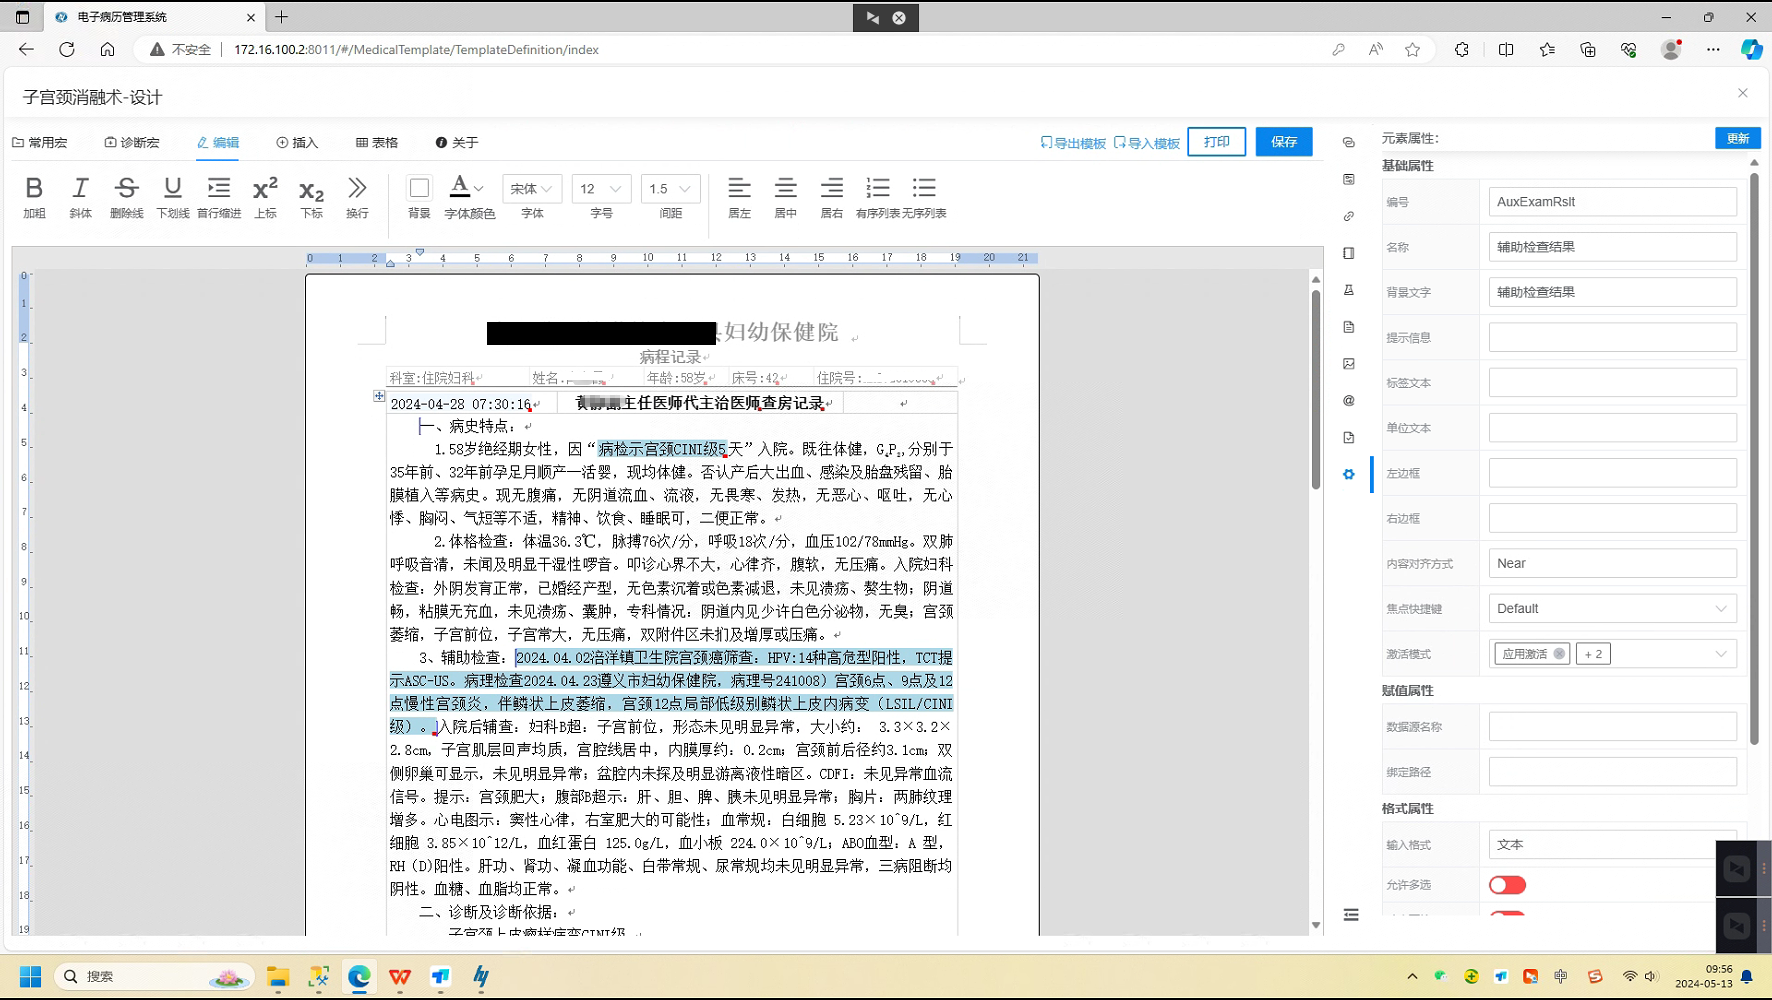 电子病历管理系统
不安全
172.16.100.2:8011/#/MedicalTemplate/TemplateDefinition/index
子宫颈消融术-设计
常用宏 诊断宏 编辑 插入 表格 关于
导出模板 导入模板 打印 保存
加粗 斜体 删除线 下划线 首行缩进 上标 下标 换行 背景 字体颜色 宋体 字体 12 字号 1.5 间距 居左 居中 居右 有序列表 无序列表
妇幼保健院
病程记录
科室:住院妇科 姓名: 年龄:58岁 床号:42 住院号:
2024-04-28 07:30:16 主任医师代主治医师查房记录
一、病史特点:
1.58岁绝经期女性，因“病检示宫颈CINI级5天”入院。既往体健，G4P2,分别于
35年前、32年前孕足月顺产一活婴，现均体健。否认产后大出血、感染及胎盘残留、胎
膜植入等病史。现无腹痛，无阴道流血、流液，无畏寒、发热，无恶心、呕吐，无心
悸、胸闷、气短等不适，精神、饮食、睡眠可，二便正常。
2.体格检查：体温36.3℃，脉搏76次/分，呼吸18次/分，血压102/78mmHg。双肺
呼吸音清，未闻及明显干湿性啰音。叩诊心界不大，心律齐，腹软，无压痛。入院妇科
检查：外阴发育正常，已婚经产型，无色素沉着或色素减退，未见溃疡、赘生物；阴道
畅，粘膜无充血，未见溃疡、囊肿，专科情况：阴道内见少许白色分泌物，无臭；宫颈
萎缩，子宫前位，子宫常大，无压痛，双附件区未扪及增厚或压痛。
3、辅助检查：2024.04.02涪洋镇卫生院宫颈癌筛查：HPV:14种高危型阳性，TCT提
示ASC-US。病理检查2024.04.23遵义市妇幼保健院，病理号241008）宫颈6点、9点及12
点慢性宫颈炎，伴鳞状上皮萎缩，宫颈12点局部低级别鳞状上皮内病变（LSIL/CINI
级）。入院后辅查：妇科B超：子宫前位，形态未见明显异常，大小约： 3.3×3.2×
2.8cm，子宫肌层回声均质，宫腔线居中，内膜厚约：0.2cm；宫颈前后径约3.1cm；双
侧卵巢可显示，未见明显异常；盆腔内未探及明显游离液性暗区。CDFI：未见异常血流
信号。提示：宫颈肥大；腹部B超示：肝、胆、脾、胰未见明显异常；胸片：两肺纹理
增多。心电图示：窦性心律，右室肥大的可能性；血常规：白细胞 5.23×10^9/L，红
细胞 3.85×10^12/L，血红蛋白 125.0g/L，血小板 224.0×10^9/L；ABO血型：A 型，
RH（D)阳性。肝功、肾功、凝血功能、白带常规、尿常规均未见明显异常，三病阻断均
阴性。血糖、血脂均正常。
二、诊断及诊断依据：
子宫颈上皮瘤样病变CINI级
元素属性: 更新
基础属性
编号 AuxExamRslt
名称 辅助检查结果
背景文字 辅助检查结果
提示信息
标签文本
单位文本
左边框
右边框
内容对齐方式 Near
焦点快捷键 Default
激活模式 应用激活 + 2
赋值属性
数据源名称
绑定路径
格式属性
输入格式 文本
允许多选
搜索
中
09:56
2024-05-13